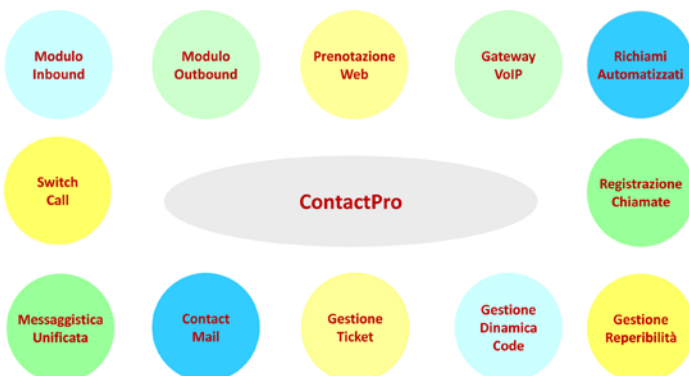 Modulo
Inbound
Modulo
Outbound
Prenotazione
Web
Gateway
VoIP
Richiami
Automatizzati
Switch
Call
ContactPro
Registrazione
Chiamate
Messaggistica
Unificata
Contact
Mail
Gestione
Ticket
Gestione
Dinamica
Code
Gestione
Reperibilità